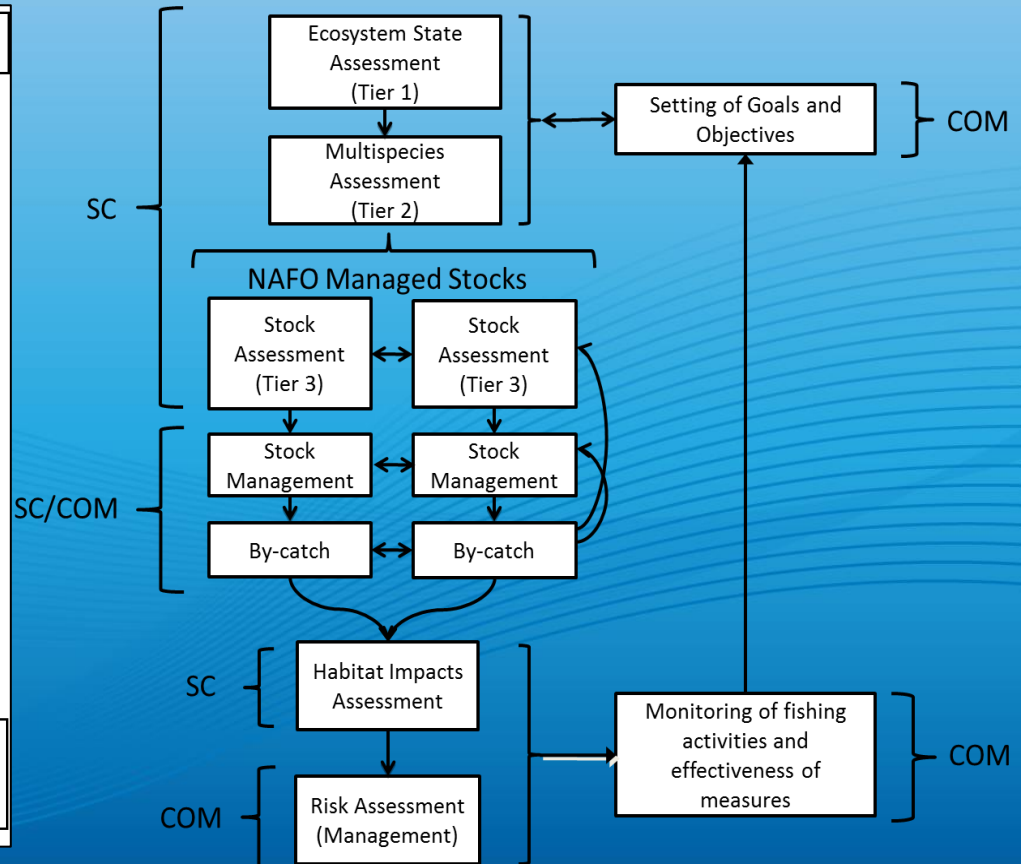 Ecosystem State
Assessment
(Tier 1)
Setting of Goals and
Objectives
COM
Multispecies
Assessment
(Tier 2)
SC
NAFO Managed Stocks
Stock
Assessment
(Tier 3)
Stock
Assessment
(Tier 3)
Stock
Management
Stock
Management
SC/COM
By-catch
By-catch
Habitat Impacts
Assessment
SC
Monitoring of fishing
activities and
effectiveness of
measures
COM
Risk Assessment
(Management)
COM